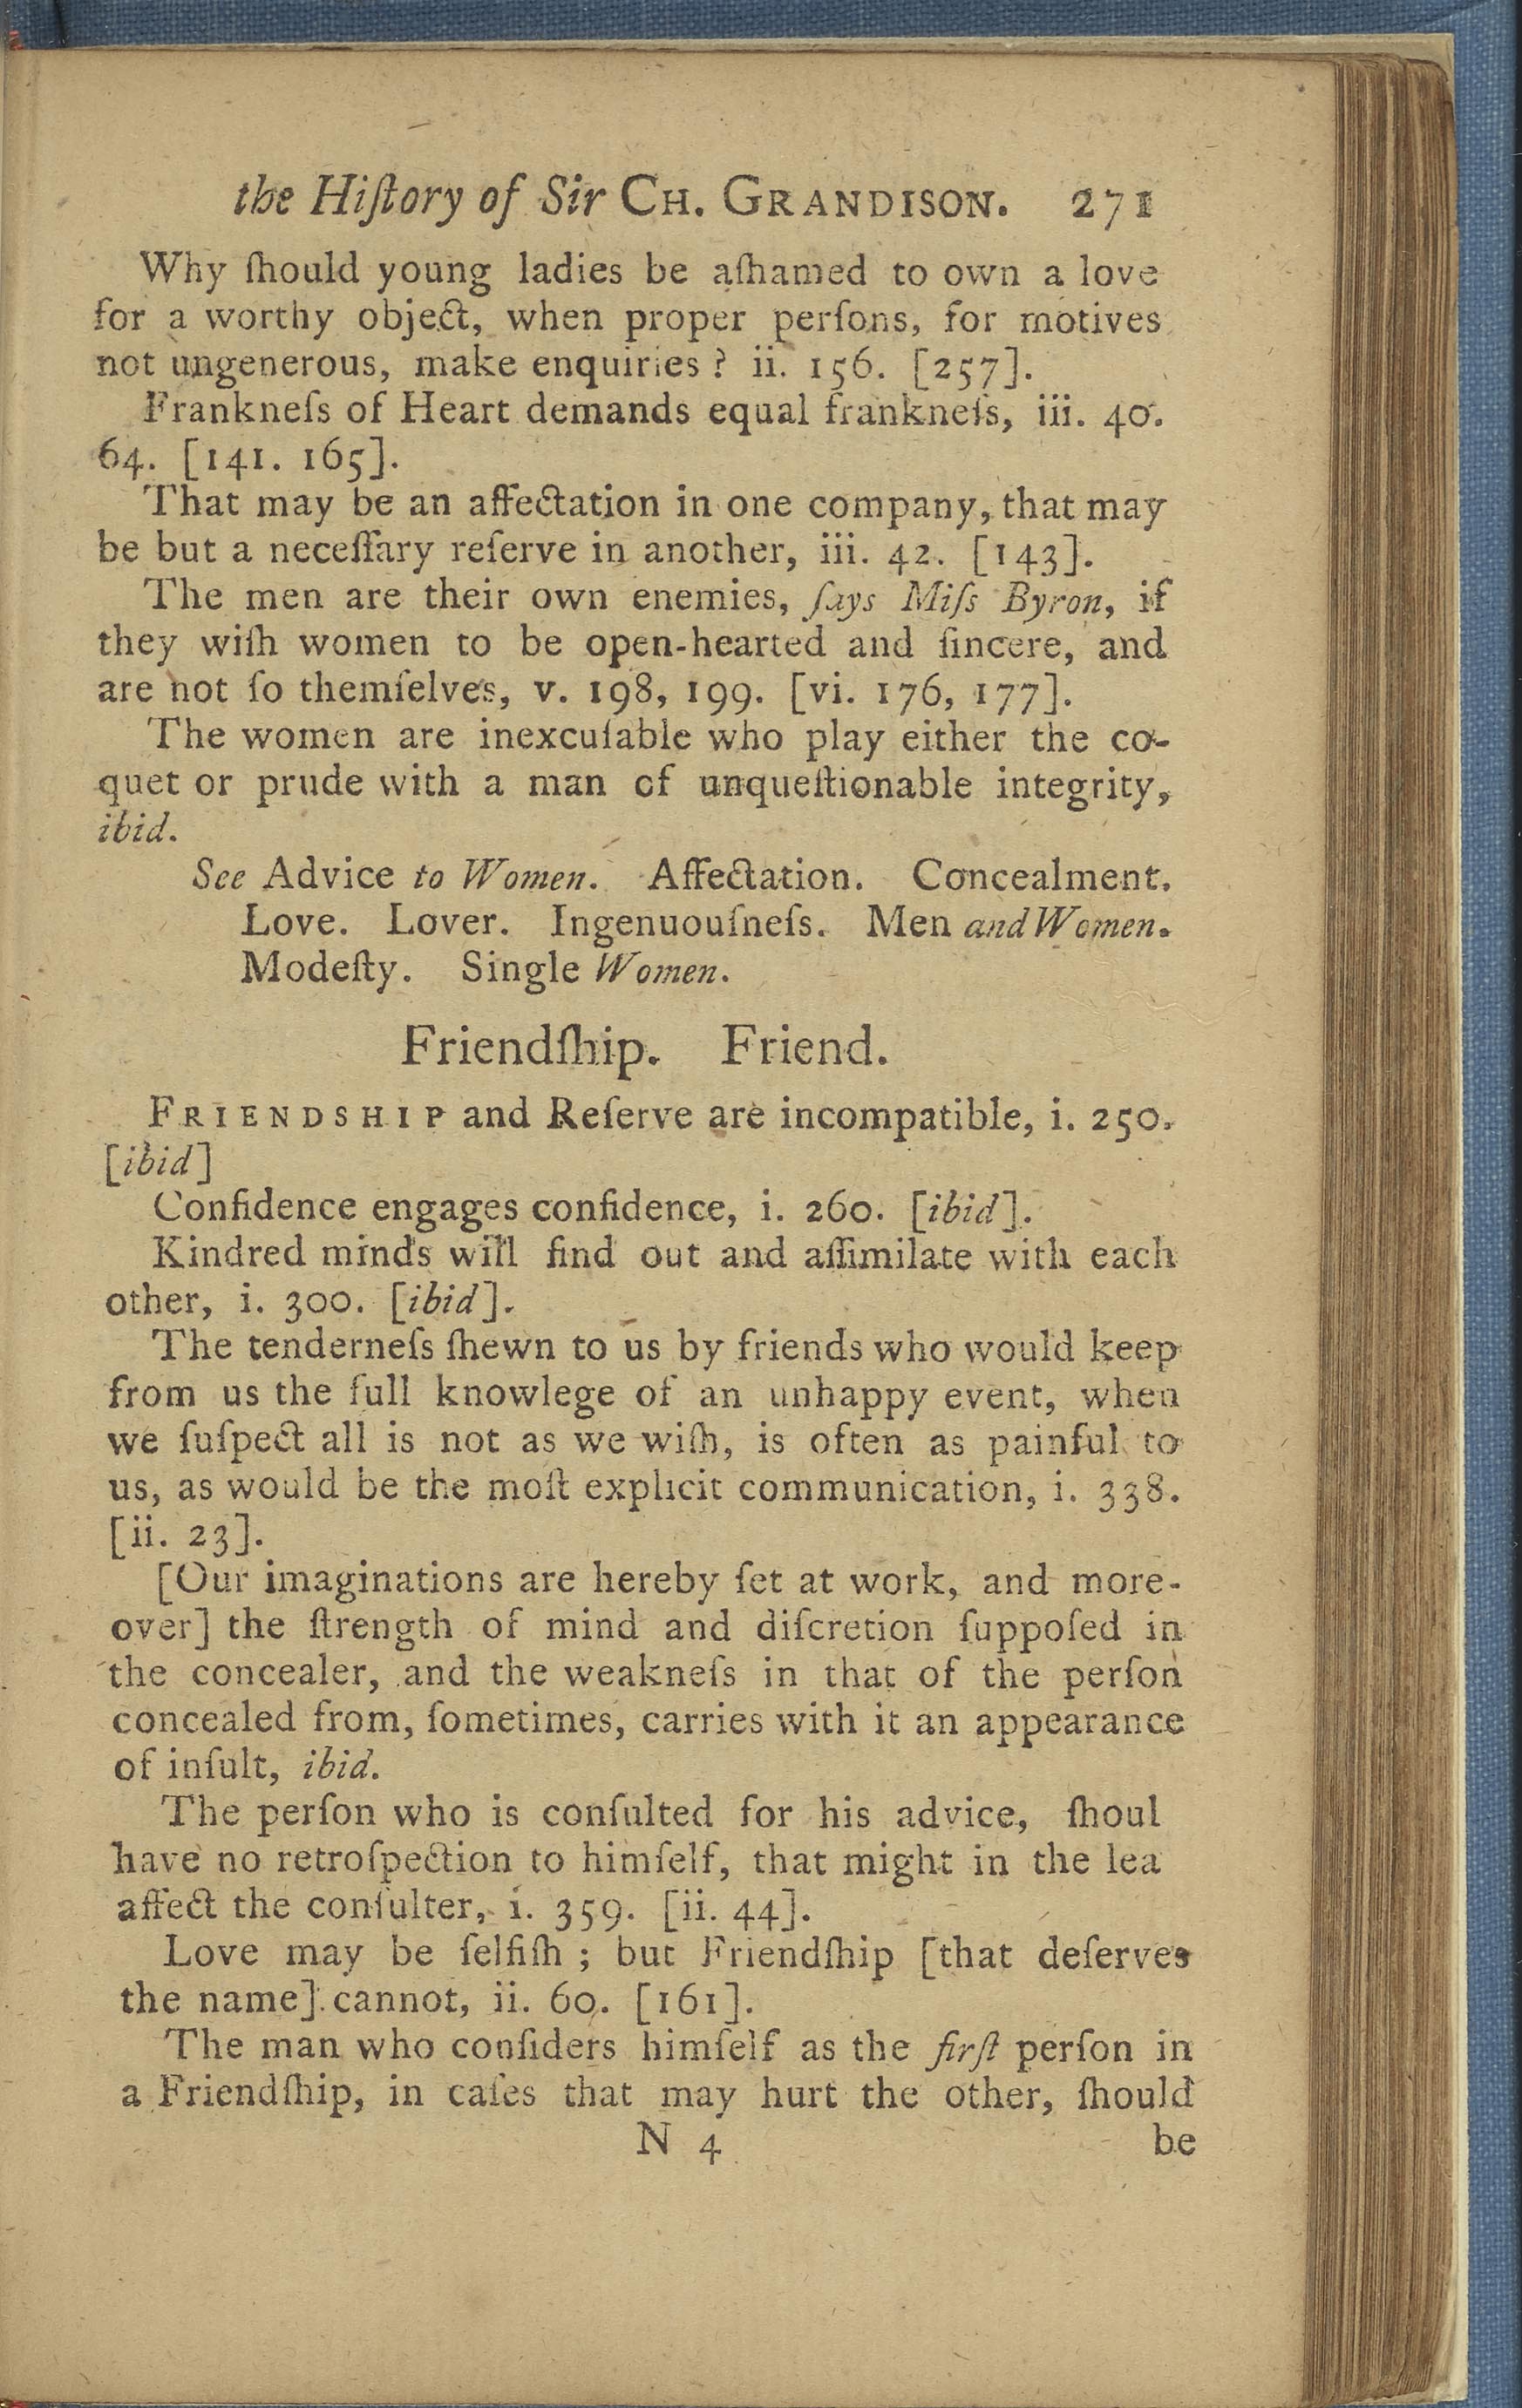 the Hiſtory of Sir CH. GRANDISON. 271
Why ſhould young ladies be aſhamed to own a love
for a worthy object, when proper perſons, for motives
not ungenerous, make enquiries ? ii. 156. [257].
Frankneſs of Heart demands equal frankneſs, iii. 40.
64. [141. 165].
That may be an affectation in one company, that may
be but a neceſſary reſerve in another, iii. 42. [143].
The men are their own enemies, ſays Miſs Byron, if
they wiſh women to be open-hearted and ſincere, and
are not ſo themſelves, v. 198, 199. [vi. 176, 177].
The women are inexcuſable who play either the co-
quet or prude with a man of unqueſtionable integrity,
ibid.
See Advice to Women. Affectation. Concealment.
Love. Lover. Ingenuouſneſs. Men and Women.
Modeſty. Single Women.
Friendſhip. Friend.
FRIENDSHIP and Reſerve are incompatible, i. 250.
[ibid]
Confidence engages confidence, i. 260. [ibid].
Kindred minds will find out and aſſimilate with each
other, i. 300. [ibid].
The tenderneſs ſhewn to us by friends who would keep
from us the full knowlege of an unhappy event, when
we ſuſpect all is not as we wiſh, is often as painful to
us, as would be the moſt explicit communication, i. 338.
[ii. 23].
[Our imaginations are hereby ſet at work, and more-
over] the ſtrength of mind and diſcretion ſuppoſed in
the concealer, and the weakneſs in that of the perſon
concealed from, ſometimes, carries with it an appearance
of inſult, ibid.
The perſon who is conſulted for his advice, ſhoul
have no retroſpection to himſelf, that might in the lea
affect the conſulter, i. 359. [ii. 44].
Love may be ſelfiſh ; but Friendſhip [that deſerves
the name] cannot, ii. 60. [161].
The man who conſiders himſelf as the firſt perſon in
a Friendſhip, in caſes that may hurt the other, ſhould
N 4 be